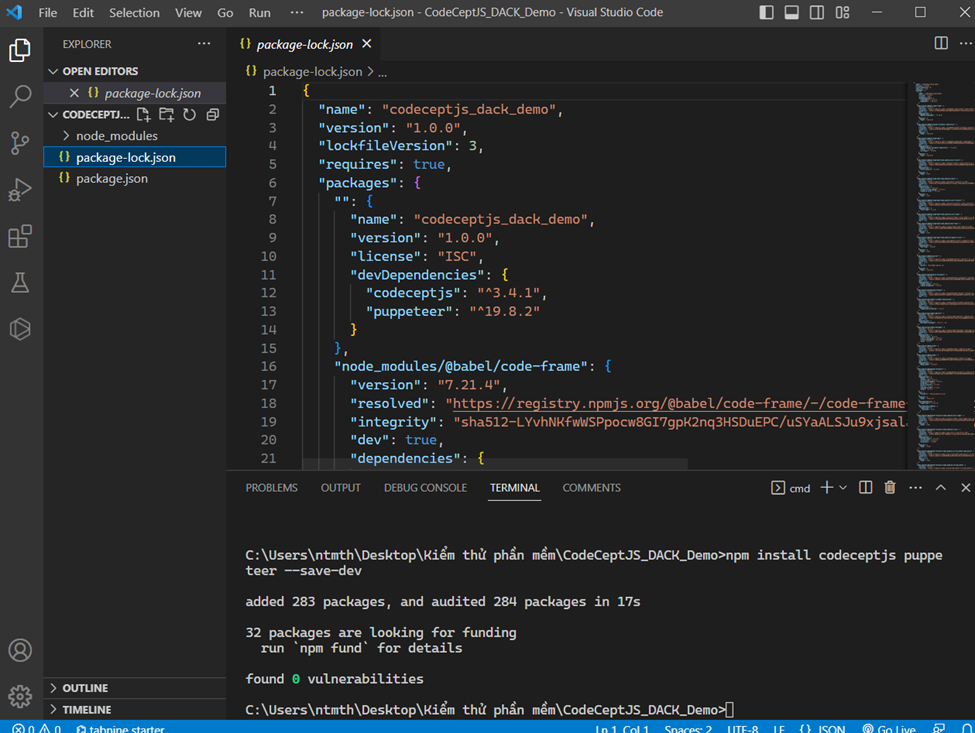 File Edit Selection View Go Run ··· package-lock.json - CodeCeptJS_DACK_Demo - Visual Studio Code
EXPLORER ···
OPEN EDITORS
{} package-lock.json
CODECEPTJ...
node_modules
{} package-lock.json
{} package.json
OUTLINE
TIMELINE
{} package-lock.json
{} package-lock.json > ...
1 {
2 "name": "codeceptjs_dack_demo",
3 "version": "1.0.0",
4 "lockfileVersion": 3,
5 "requires": true,
6 "packages": {
7 "": {
8 "name": "codeceptjs_dack_demo",
9 "version": "1.0.0",
10 "license": "ISC",
11 "devDependencies": {
12 "codeceptjs": "^3.4.1",
13 "puppeteer": "^19.8.2"
14 }
15 },
16 "node_modules/@babel/code-frame": {
17 "version": "7.21.4",
18 "resolved": "https://registry.npmjs.org/@babel/code-frame/-/code-frame
19 "integrity":
20 "dev": true,
21 "dependencies": {
PROBLEMS OUTPUT DEBUG CONSOLE TERMINAL COMMENTS cmd
C:\Users\ntmth\Desktop\Kiểm thử phần mềm\CodeCeptJS_DACK_Demo>npm install codeceptjs puppe
teer --save-dev
added 283 packages, and audited 284 packages in 17s
32 packages are looking for funding
run `npm fund` for details
found 0 vulnerabilities
C:\Users\ntmth\Desktop\Kiểm thử phần mềm\CodeCeptJS_DACK_Demo>
0 0 tabnine starter Ln 1, Col 1 Spaces: 2 UTF-8 LF {} JSON Go Live